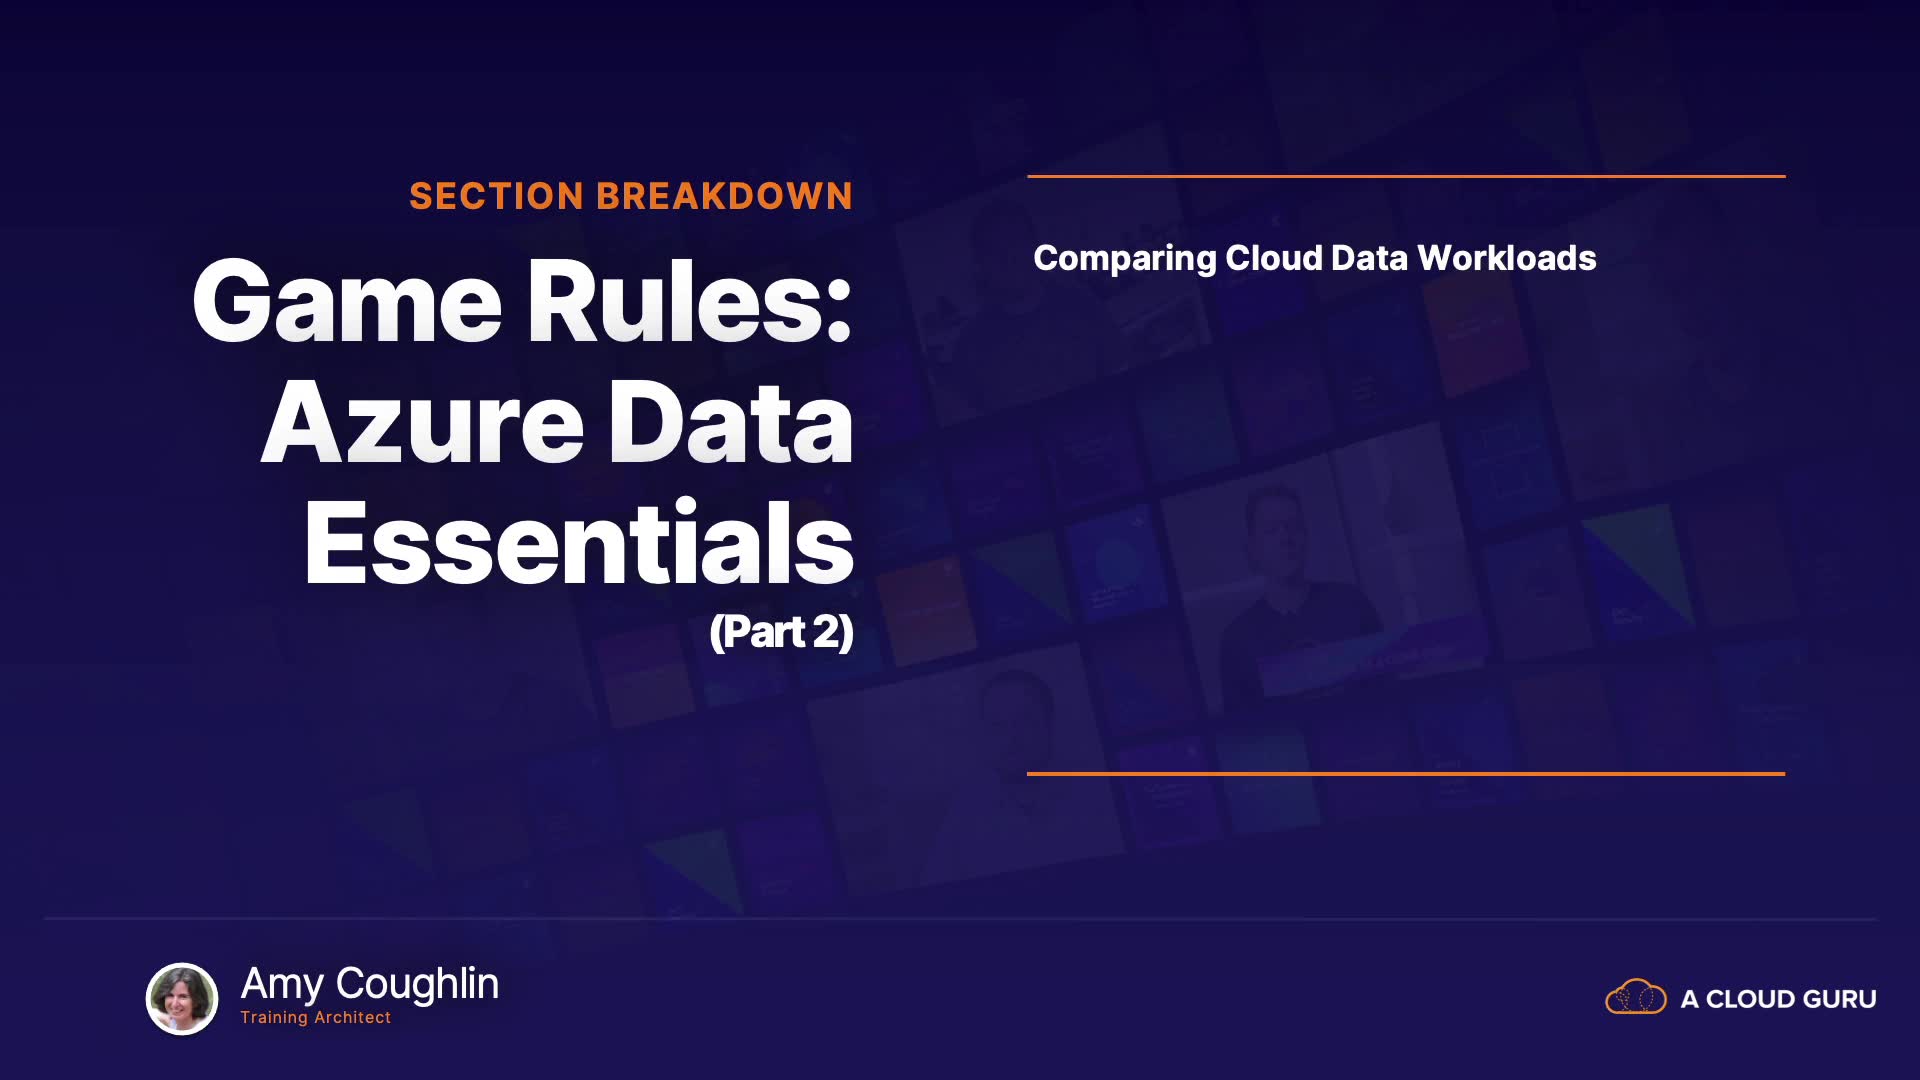 SECTION BREAKDOWN
Game Rules:
Azure Data
Essentials
(Part 2)
Comparing Cloud Data Workloads
Amy Coughlin
Training Architect
A CLOUD GURU